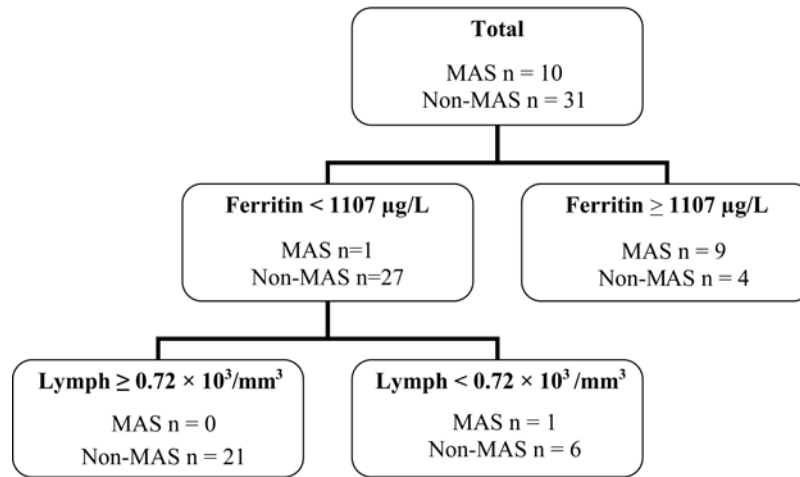 Total
MAS n = 10
Non-MAS n = 31
Ferritin < 1107 µg/L
MAS n=1
Non-MAS n=27
Ferritin ≥ 1107 µg/L
MAS n = 9
Non-MAS n = 4
Lymph ≥ 0.72 × 10³/mm³
MAS n = 0
Non-MAS n = 21
Lymph < 0.72 × 10³ /mm³
MAS n = 1
Non-MAS n = 6